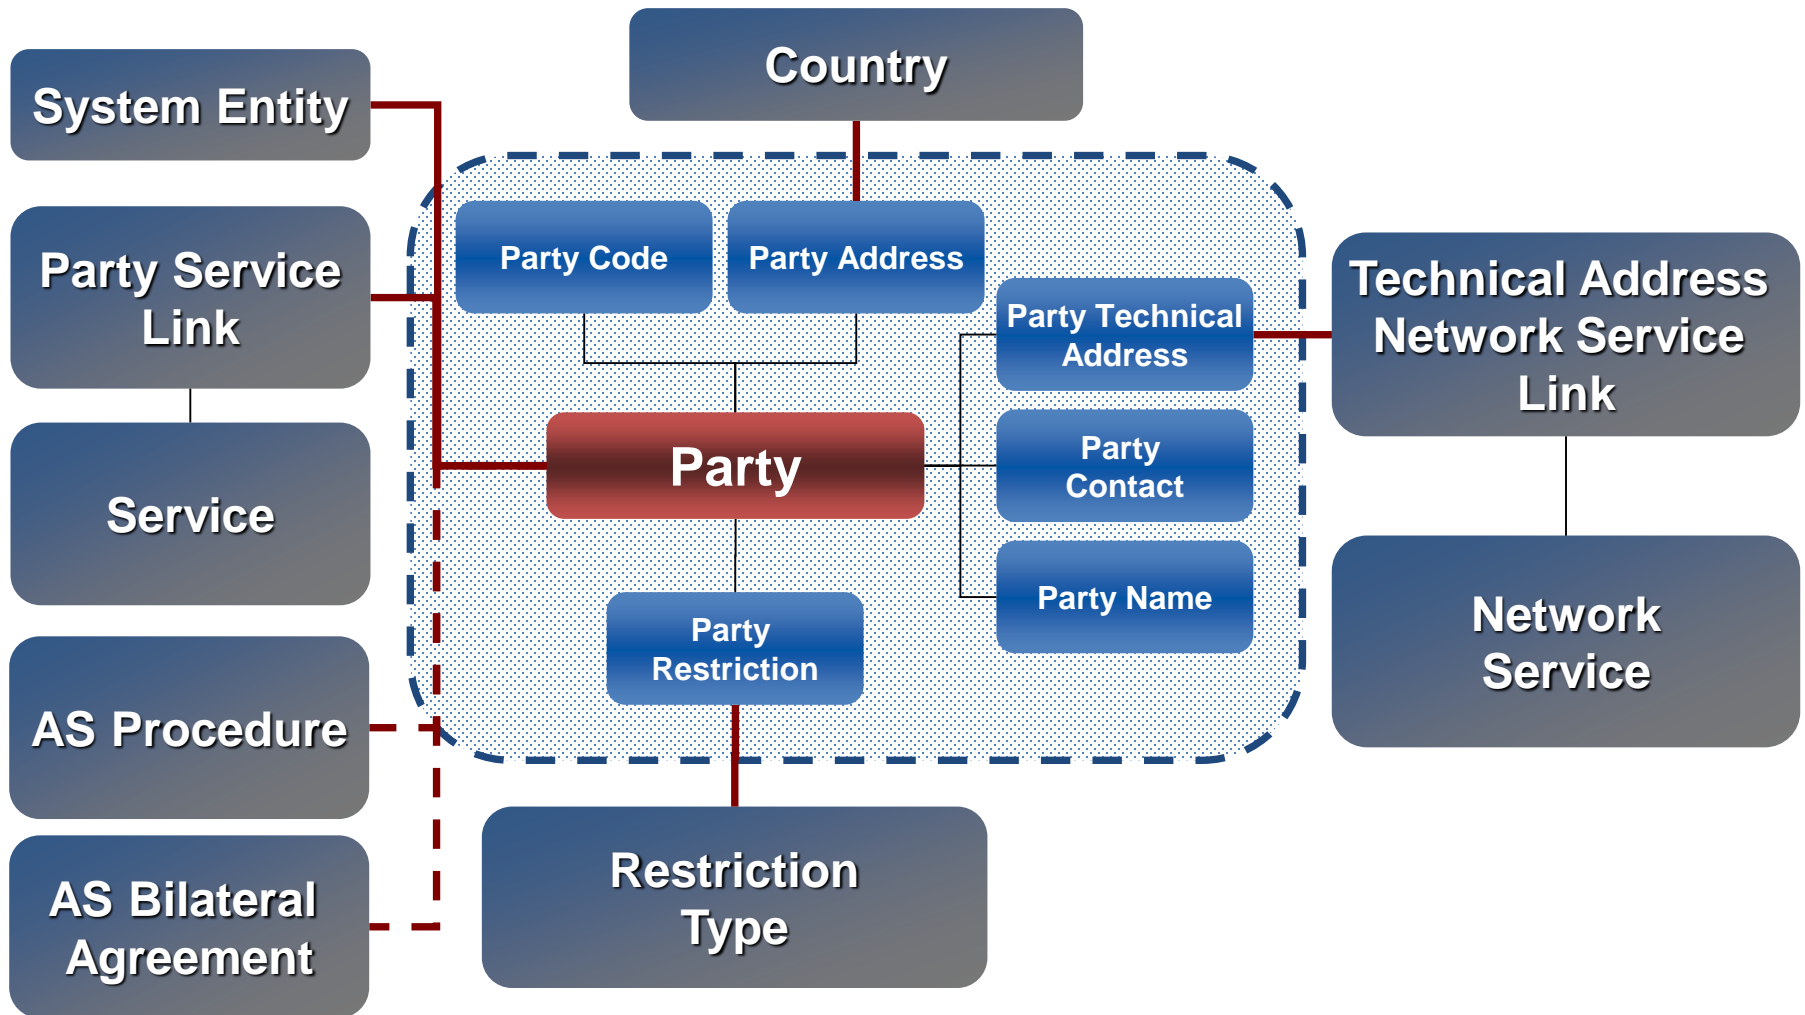 Country
System Entity
Party Service
Link
Party Code
Party Address
Technical Address
Network Service
Link
Party Technical
Address
Party
Party
Contact
Service
Party Name
Network
Service
Party
Restriction
AS Procedure
Restriction
Type
AS Bilateral
Agreement